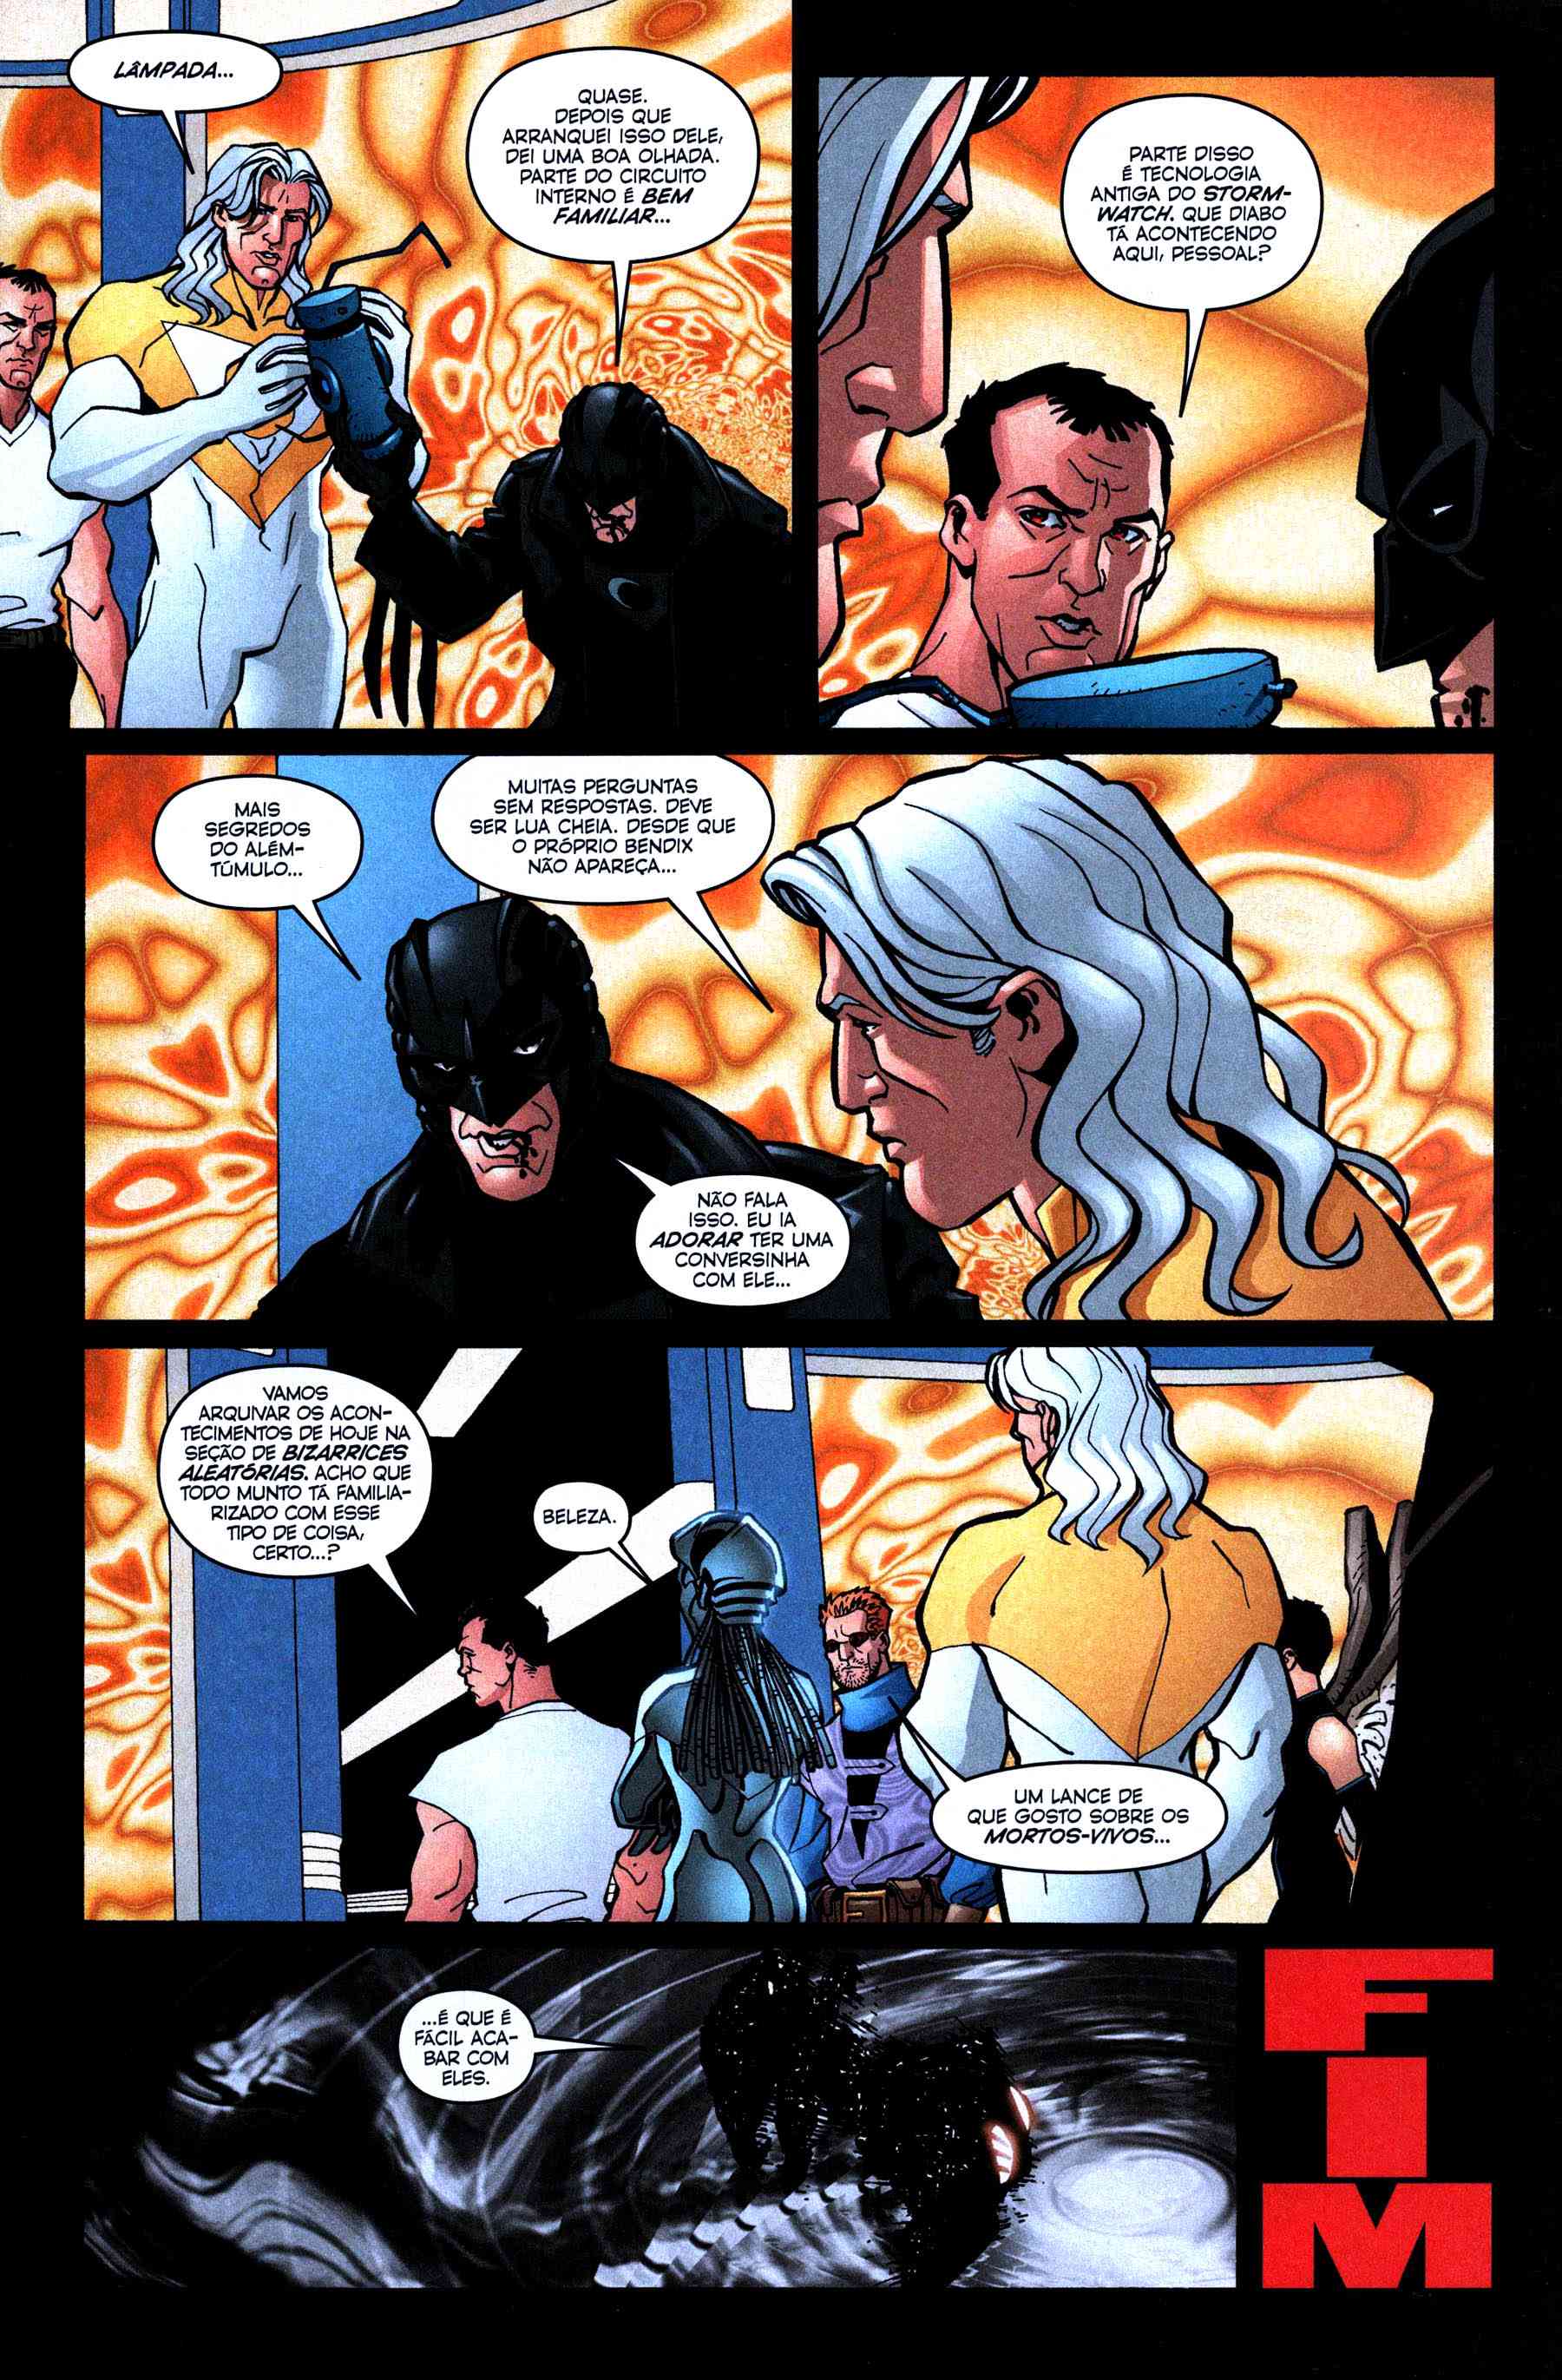 LÂMPADA...
QUASE.
DEPOIS QUE
ARRANQUEI ISSO DELE,
DEI UMA BOA OLHADA.
PARTE DO CIRCUITO
INTERNO É BEM
FAMILIAR...
PARTE DISSO
É TECNOLOGIA
ANTIGA DO STORM-
WATCH. QUE DIABO
TÁ ACONTECENDO
AQUI, PESSOAL?
MAIS
SEGREDOS
DO ALÉM-
TÚMULO...
MUITAS PERGUNTAS
SEM RESPOSTAS. DEVE
SER LUA CHEIA. DESDE QUE
O PRÓPRIO BENDIX
NÃO APAREÇA...
NÃO FALA
ISSO. EU IA
ADORAR TER UMA
CONVERSINHA
COM ELE...
VAMOS
ARQUIVAR OS ACON-
TECIMENTOS DE HOJE NA
SEÇÃO DE BIZARRICES
ALEATÓRIAS. ACHO QUE
TODO MUNTO TÁ FAMILIA-
RIZADO COM ESSE
TIPO DE COISA,
CERTO...?
BELEZA.
UM LANCE DE
QUE GOSTO SOBRE OS
MORTOS-VIVOS...
...É QUE É
FÁCIL ACA-
BAR COM
ELES.
FIM